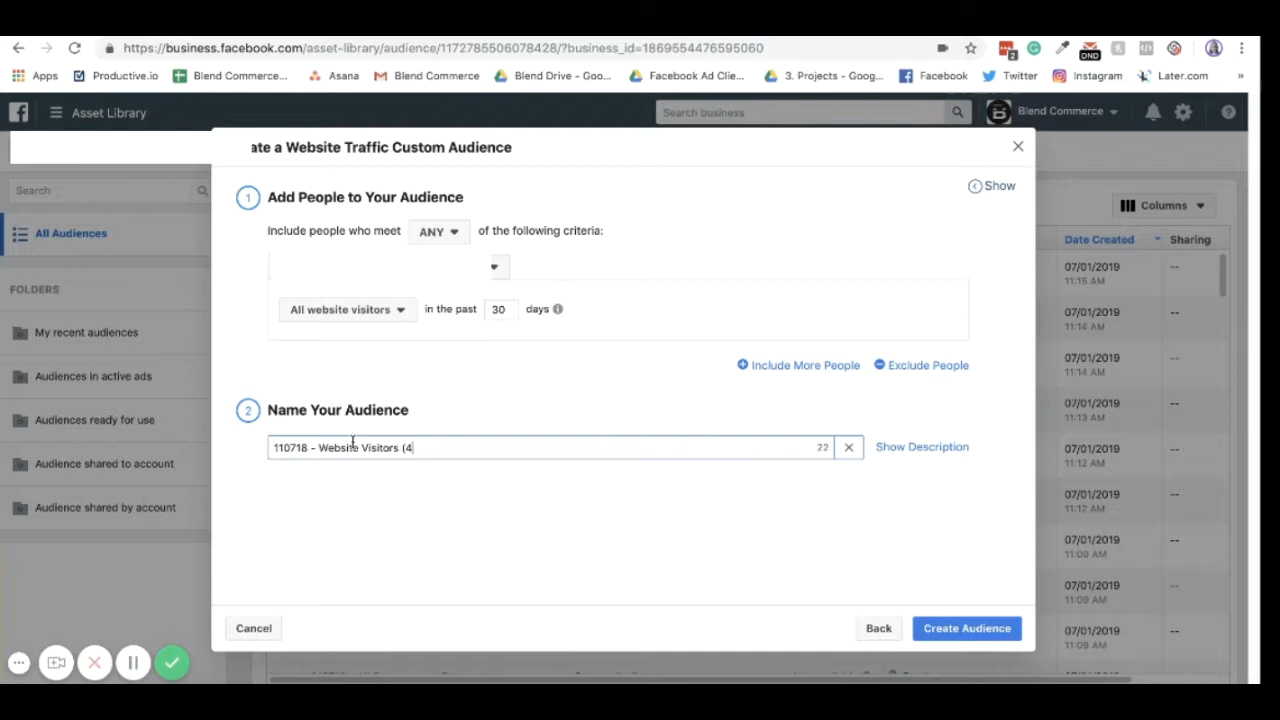 https://business.facebook.com/asset-library/audience/1172785506078428/?business_id=1869554476595060
Apps Productive.io Blend Commerce... Asana Blend Commerce Blend Drive - Goo... Facebook Ad Clie... 3. Projects - Goog... Facebook Twitter Instagram Later.com »
2
DND
Asset Library
Search business
Blend Commerce
ate a Website Traffic Custom Audience
Show
Search
All Audiences
FOLDERS
My recent audiences
Audiences in active ads
Audiences ready for use
Audience shared to account
Audience shared by account
1 Add People to Your Audience
Include people who meet ANY of the following criteria:
All website visitors in the past 30 days
Include More People Exclude People
2 Name Your Audience
110718 - Website Visitors (4 22 Show Description
Cancel Back Create Audience
Columns
Date Created Sharing
07/01/2019 --
11:15 AM
07/01/2019 --
11:14 AM
07/01/2019 --
11:14 AM
07/01/2019 --
11:13 AM
07/01/2019 --
11:12 AM
07/01/2019 --
11:12 AM
07/01/2019 --
11:09 AM
07/01/2019 --
11:09 AM
07/01/2019 --
11:09 AM